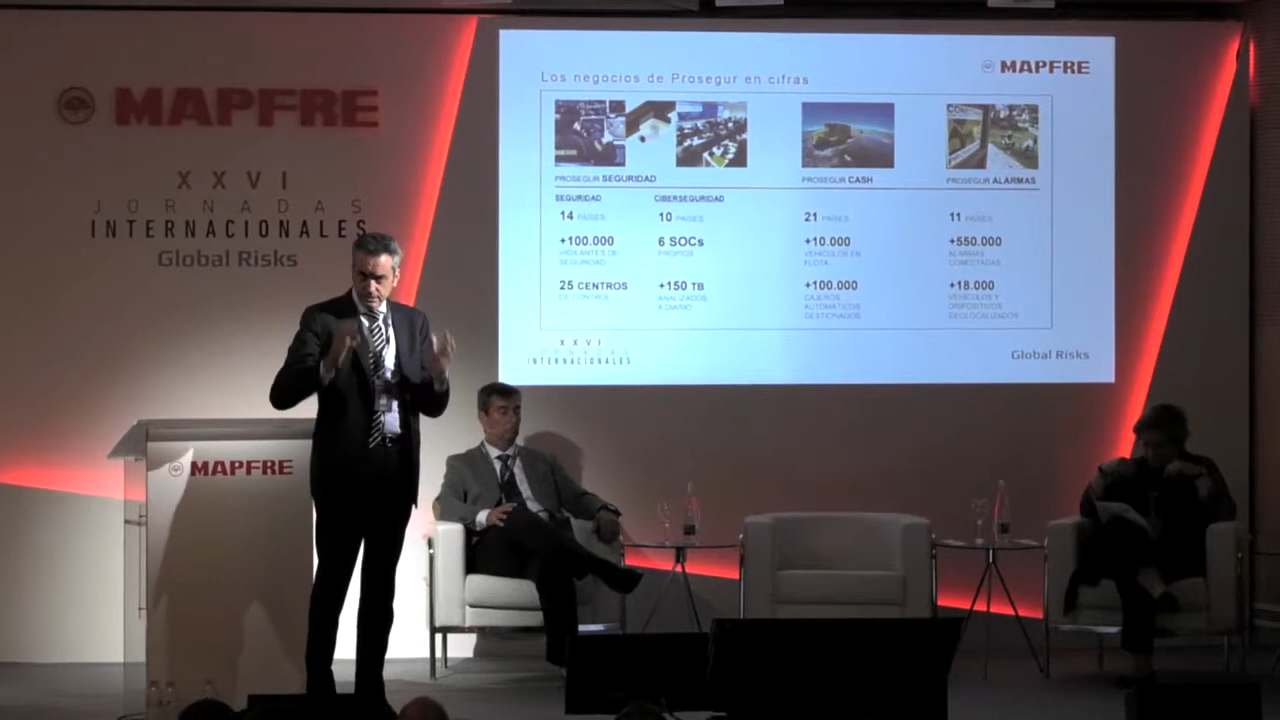 MAPFRE
XXVI
JORNADAS
INTERNACIONALES
Global Risks
MAPFRE
Los negocios de Prosegur en cifras
MAPFRE
PROSEGUR SEGURIDAD
PROSEGUR CASH
PROSEGUR ALARMAS
SEGURIDAD
CIBERSEGURIDAD
14 PAÍSES
10 PAÍSES
21 PAÍSES
11 PAÍSES
+100.000
VIGILANTES DE
SEGURIDAD
6 SOCs
PROPIOS
+10.000
VEHÍCULOS EN
FLOTA
+550.000
ALARMAS
CONECTADAS
25 CENTROS
DE CONTROL
+150 TB
ANALIZADOS
A DIARIO
+100.000
CAJEROS
AUTOMÁTICOS
GESTIONADOS
+18.000
VEHÍCULOS Y
DISPOSITIVOS
GEOLOCALIZADOS
XXVI
JORNADAS
INTERNACIONALES
Global Risks